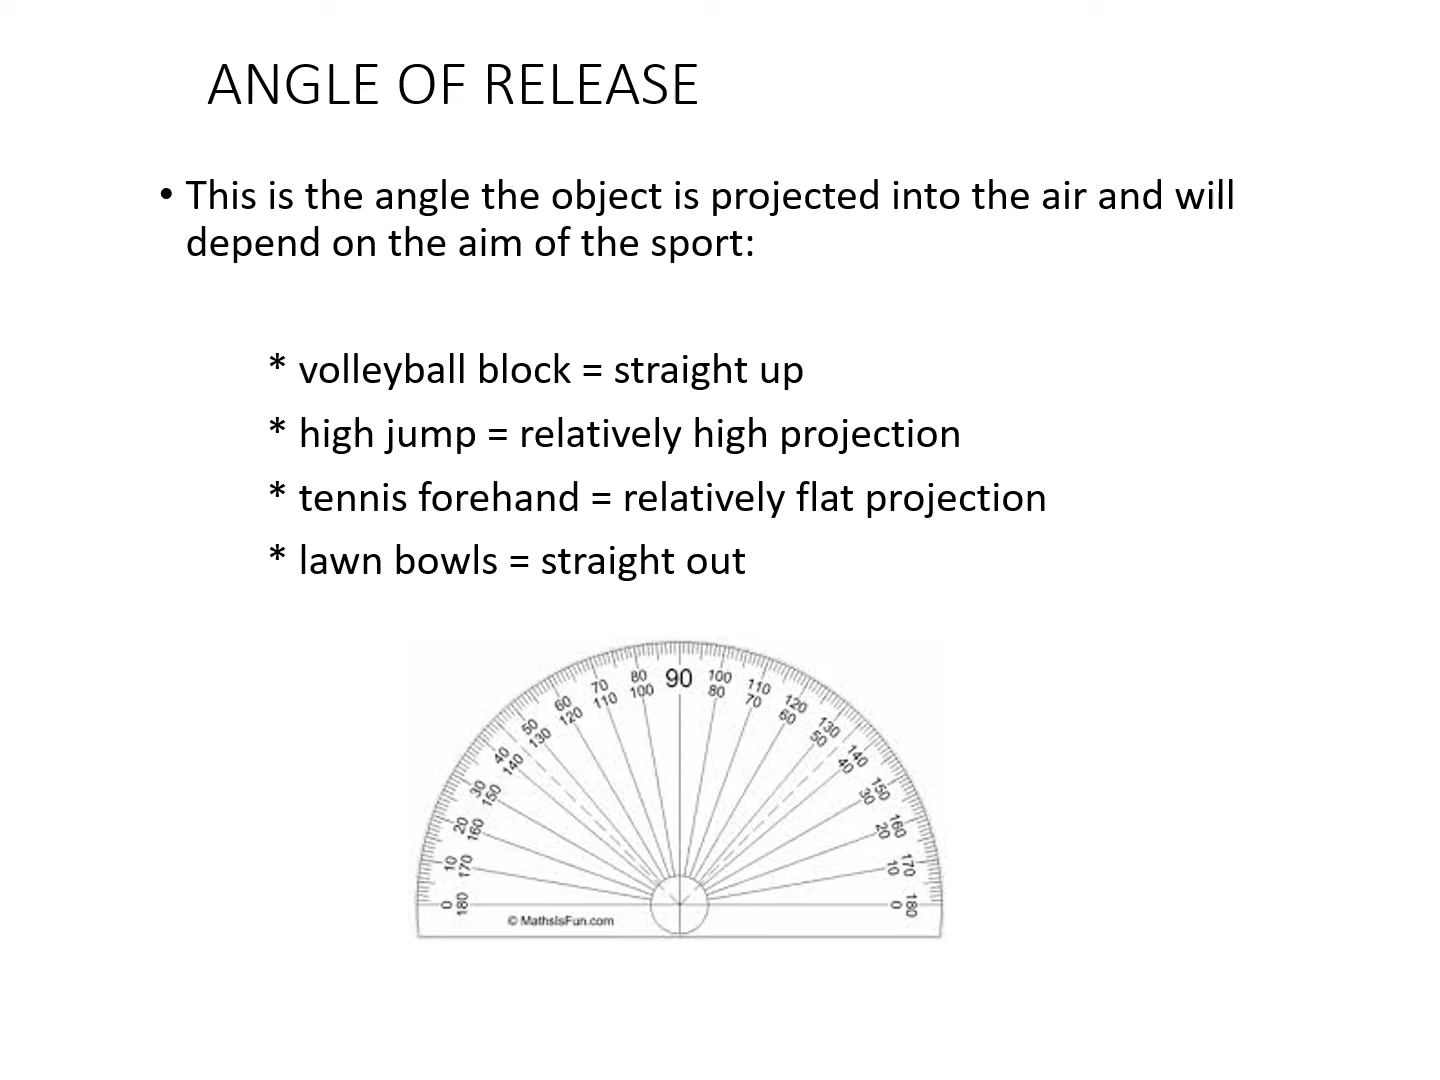 ANGLE OF RELEASE
• This is the angle the object is projected into the air and will
depend on the aim of the sport:
* volleyball block = straight up
* high jump = relatively high projection
* tennis forehand = relatively flat projection
* lawn bowls = straight out
0 10 20 30 40 50 60 70 80 90 100 110 120 130 140 150 160 170 180
180 170 160 150 140 130 120 110 100 80 70 60 50 40 30 20 10 0
© MathsIsFun.com